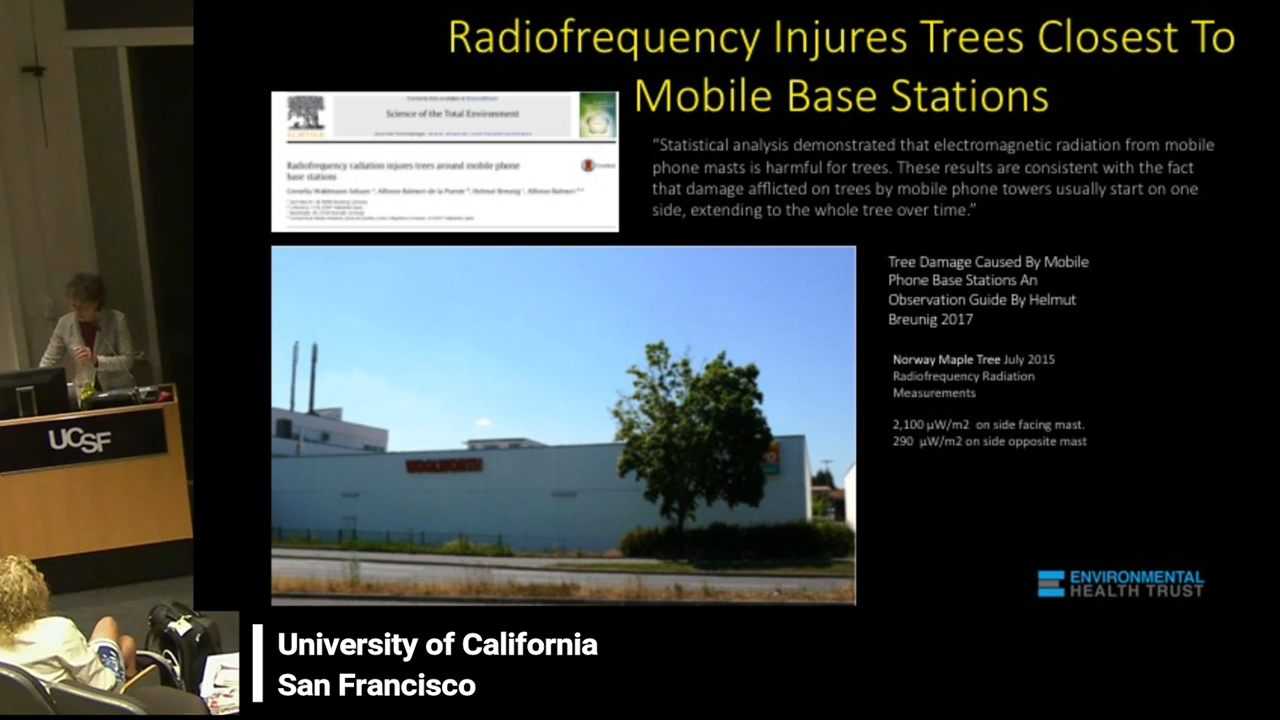 Radiofrequency Injures Trees Closest To
Mobile Base Stations
Science of the Total Environment
Radiofrequency radiation injures trees around mobile phone
base stations
"Statistical analysis demonstrated that electromagnetic radiation from mobile
phone masts is harmful for trees. These results are consistent with the fact
that damage afflicted on trees by mobile phone towers usually start on one
side, extending to the whole tree over time."
Tree Damage Caused By Mobile
Phone Base Stations An
Observation Guide By Helmut
Breunig 2017
Norway Maple Tree July 2015
Radiofrequency Radiation
Measurements
2,100 µW/m2 on side facing mast.
290 µW/m2 on side opposite mast
WOOLWORTH
UCSF
ENVIRONMENTAL
HEALTH TRUST
University of California
San Francisco